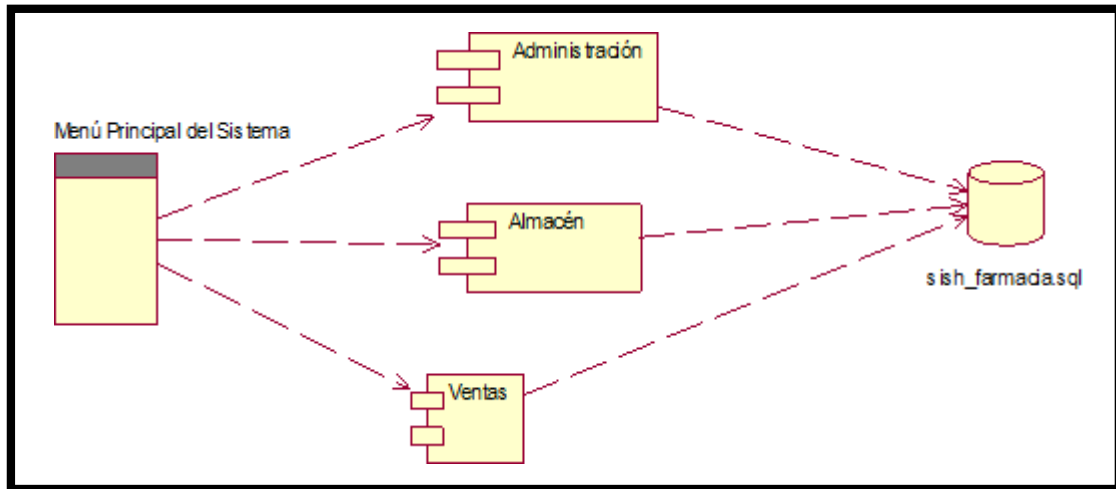 Administración
Menú Principal del Sistema
Almacén
sish_farmacia.sql
Ventas